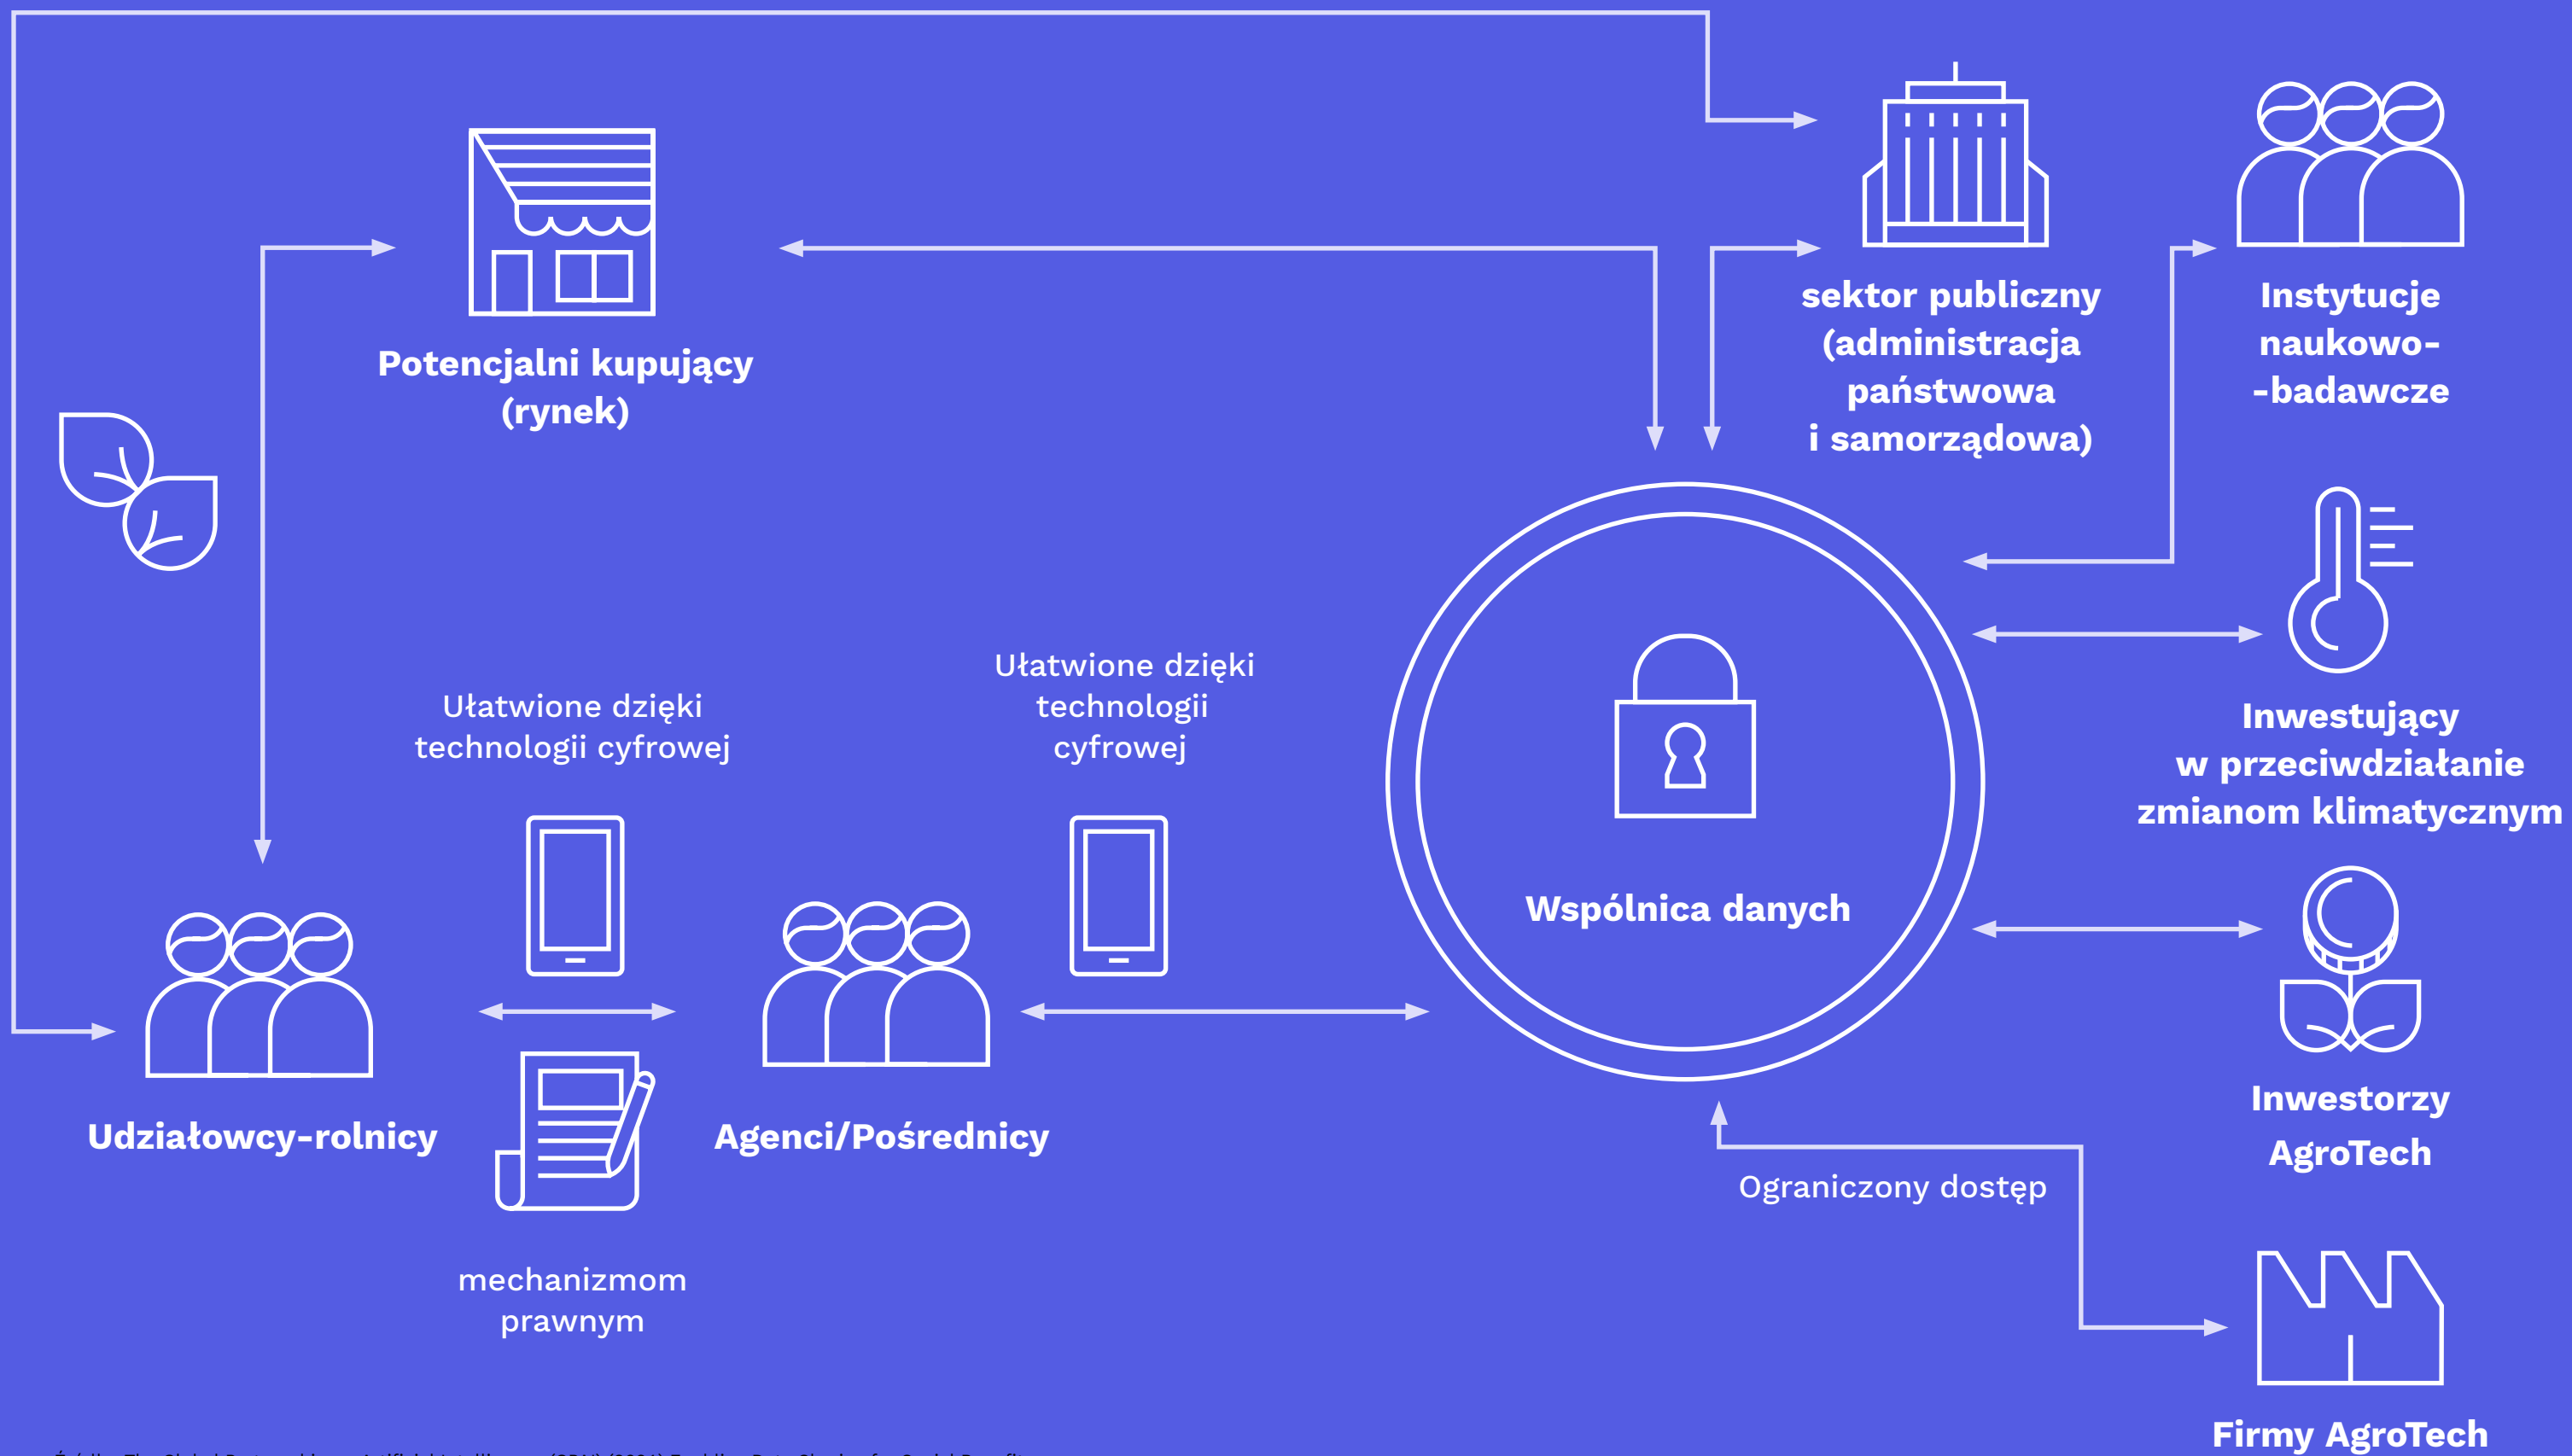 Potencjalni kupujący
(rynek)
sektor publiczny
(administracja
państwowa
i samorządowa)
Instytucje
naukowo-
-badawcze
Ułatwione dzięki
technologii cyfrowej
Ułatwione dzięki
technologii
cyfrowej
Inwestujący
w przeciwdziałanie
zmianom klimatycznym
Wspólnica danych
Udziałowcy-rolnicy
Agenci/Pośrednicy
Inwestorzy
AgroTech
Ograniczony dostęp
mechanizmom
prawnym
Firmy AgroTech